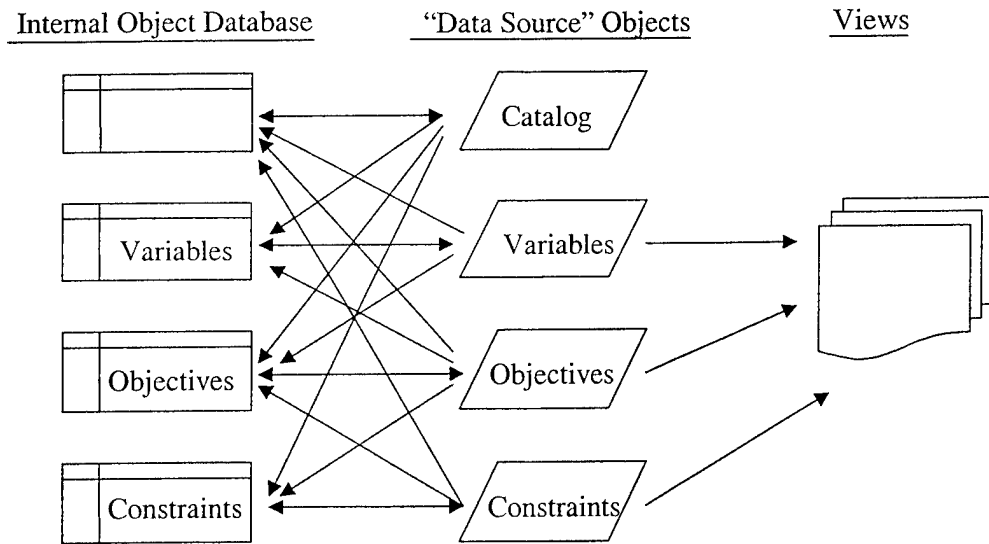 Internal Object Database
“Data Source” Objects
Views
Catalog
Variables
Variables
Objectives
Objectives
Constraints
Constraints